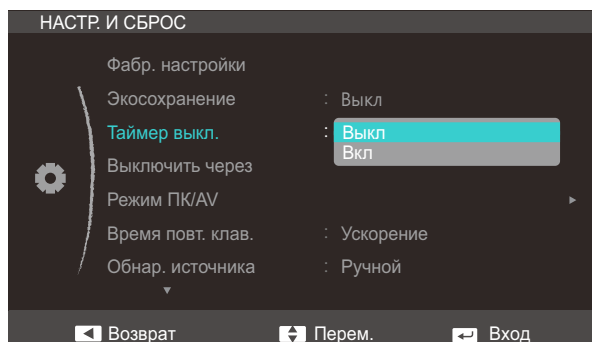 НАСТР. И СБРОС
Фабр. настройки
Экосохранение : Выкл
Таймер выкл. : Выкл
Вкл
Выключить через
Режим ПК/AV
Время повт. клав. : Ускорение
Обнар. источника : Ручной
Возврат Перем. Вход